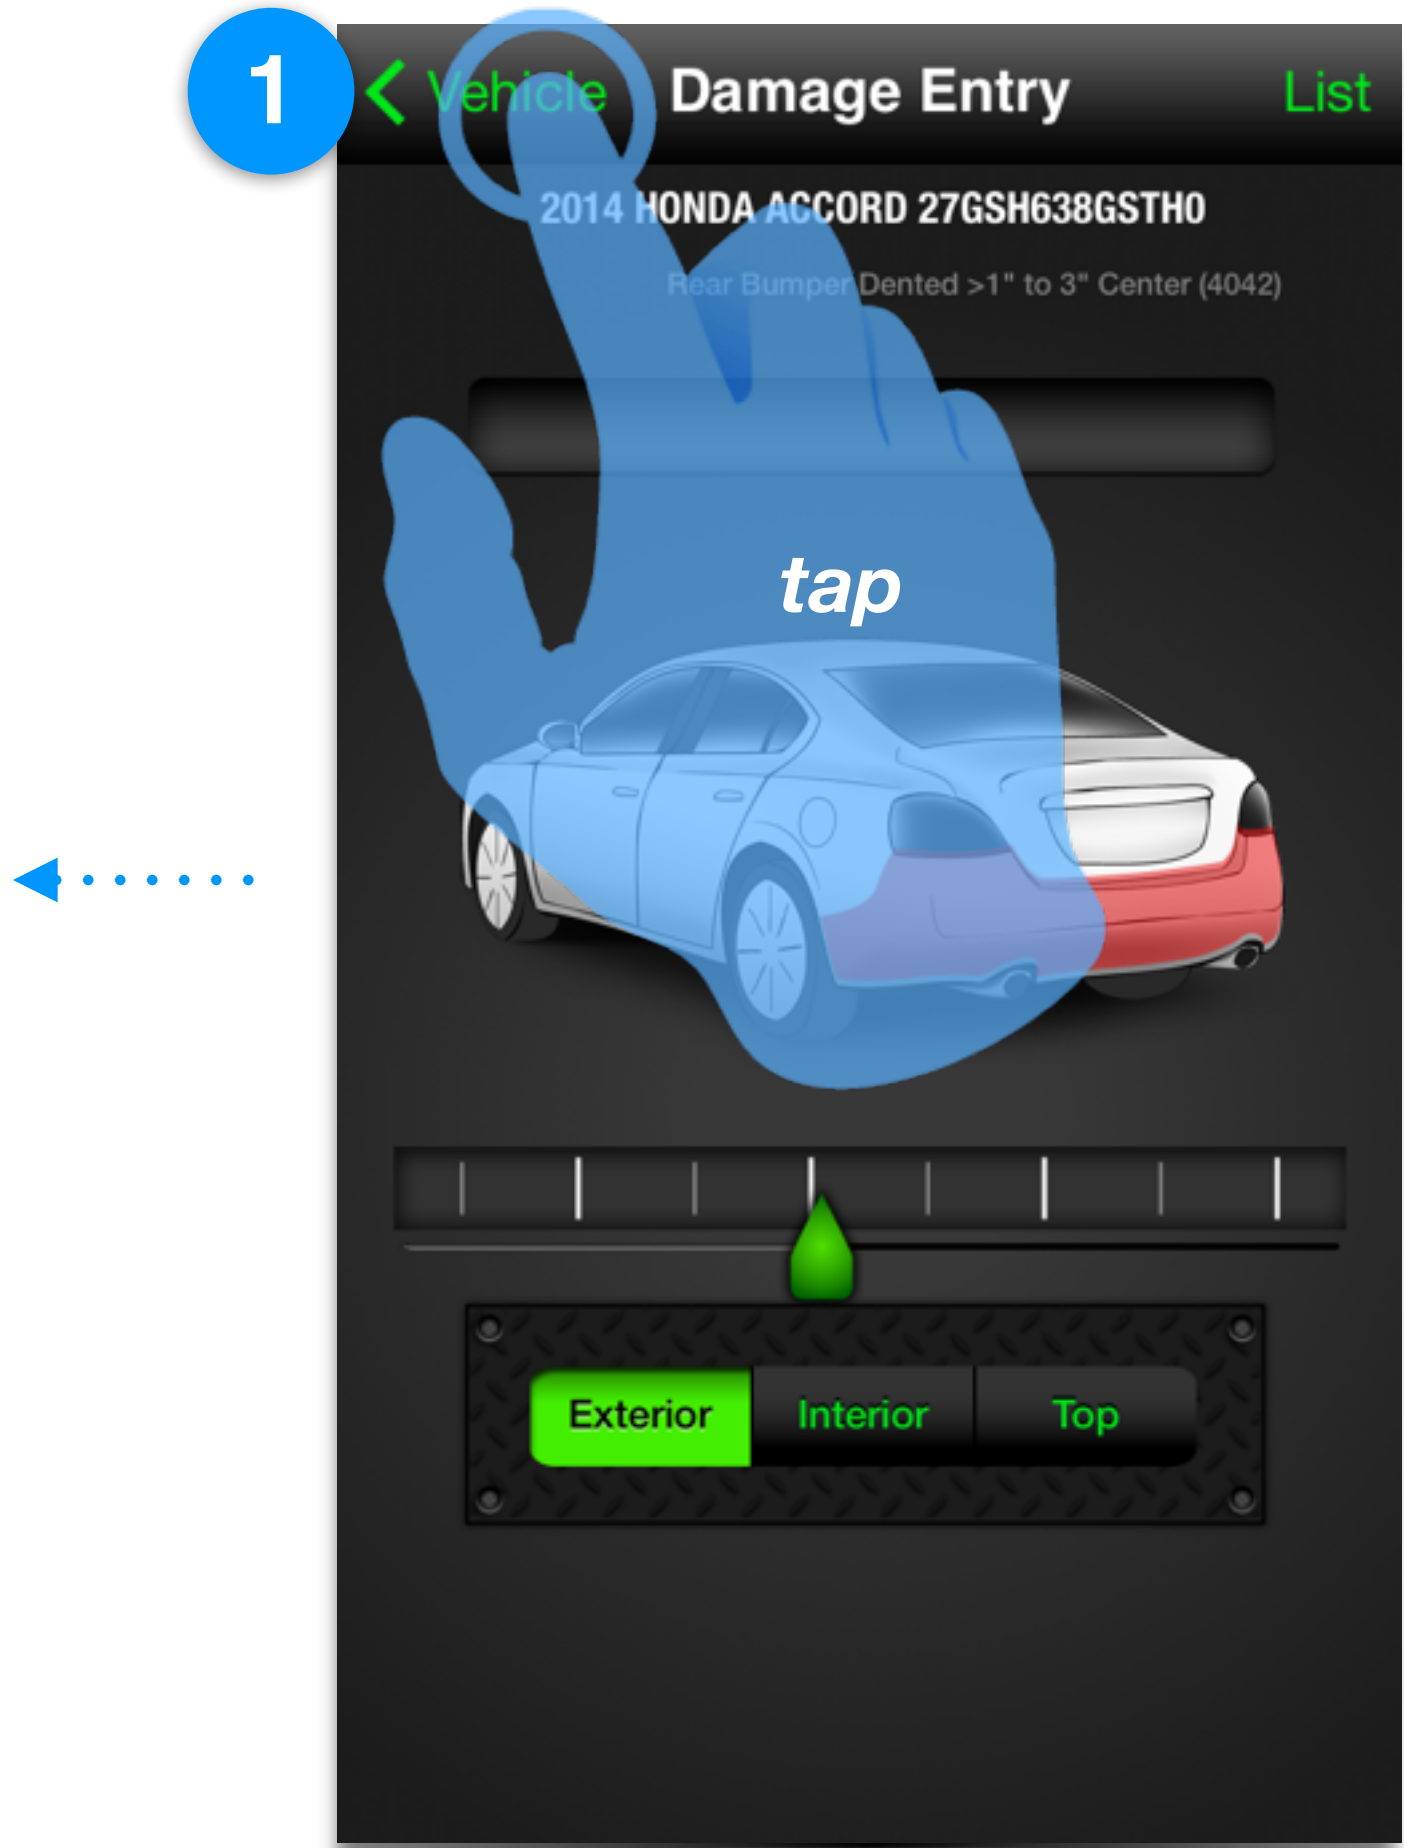 1
Vehicle Damage Entry List
2014 HONDA ACCORD 27GSH638GSTH0
Rear Bumper Dented >1" to 3" Center (4042)
tap
Exterior Interior Top